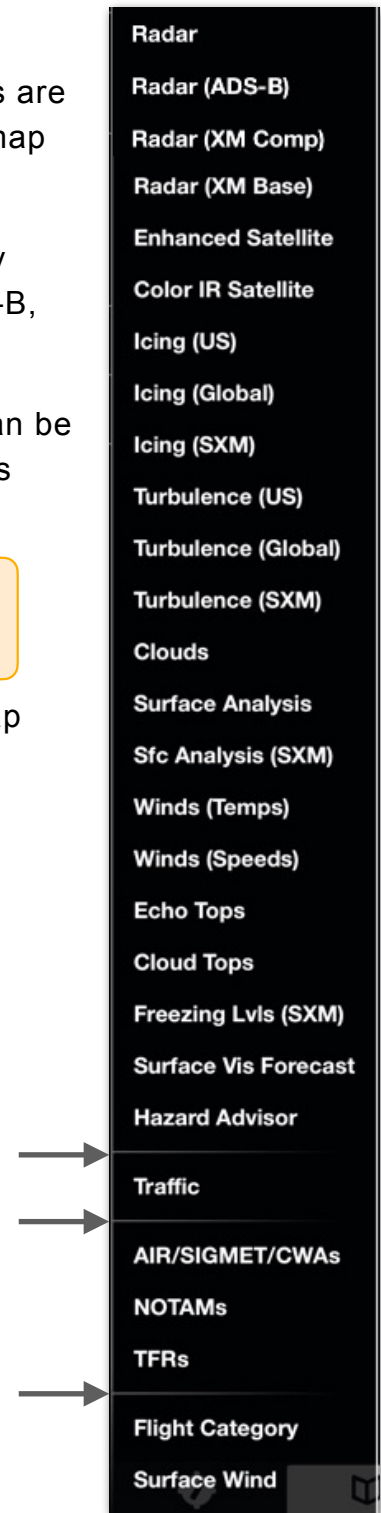 s are
Radar
Radar (ADS-B)
Radar (XM Comp)
Radar (XM Base)
Enhanced Satellite
Color IR Satellite
-B,
Icing (US)
Icing (Global)
an be
Icing (SXM)
s
Turbulence (US)
Turbulence (Global)
Turbulence (SXM)
Clouds
Surface Analysis
Sfc Analysis (SXM)
Winds (Temps)
Winds (Speeds)
Echo Tops
Cloud Tops
Freezing Lvls (SXM)
Surface Vis Forecast
Hazard Advisor
Traffic
AIR/SIGMET/CWAs
NOTAMs
TFRs
Flight Category
Surface Wind